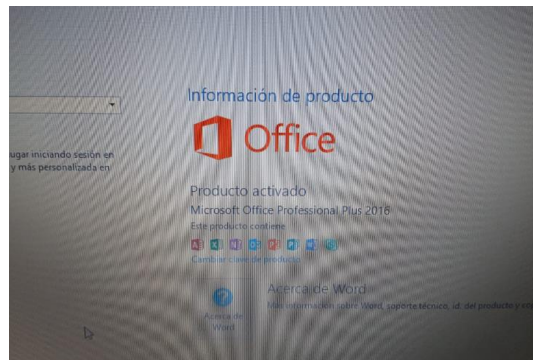 Información de producto
Office
ugar iniciando sesión en
y más personalizada en
Producto activado
Microsoft Office Professional Plus 2016
Este producto contiene
Cambiar clave de producto
Acerca de Word
Más información sobre Word, soporte técnico, id. del producto y cop
Acerca de
Word